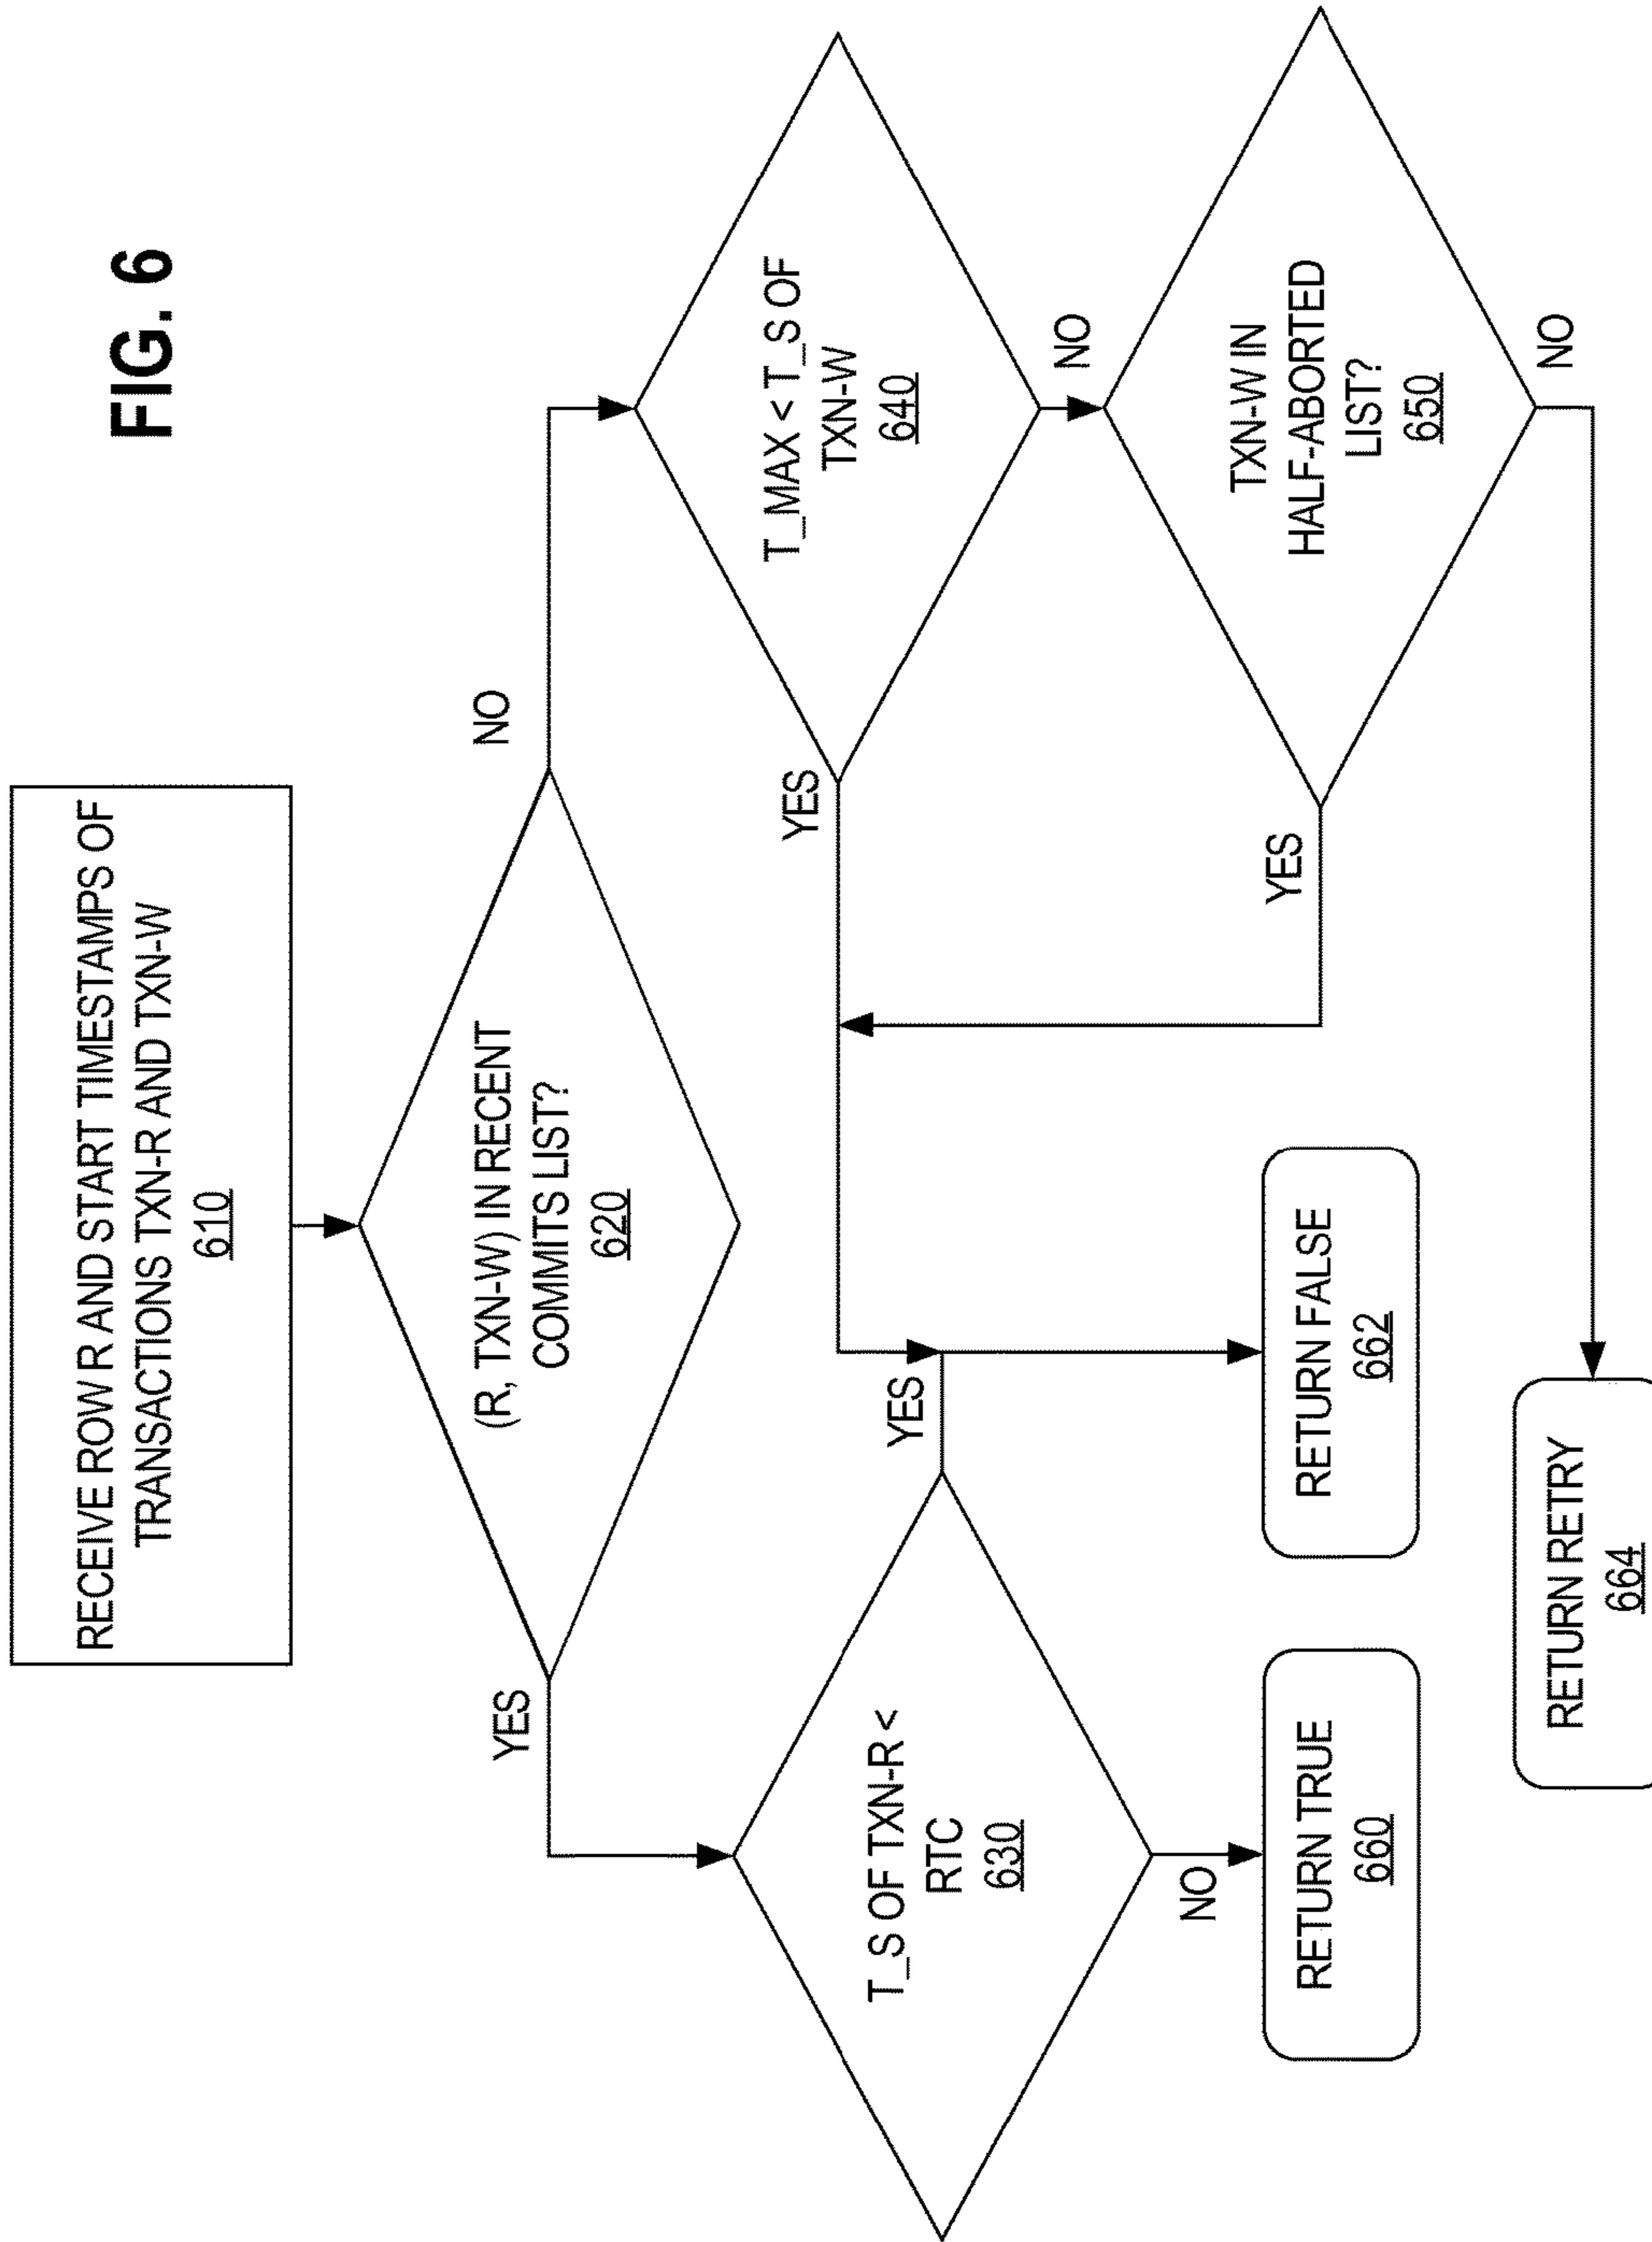 FIG. 6
RECEIVE ROW R AND START TIMESTAMPS OF
TRANSACTIONS TXN-R AND TXN-W
610
(R, TXN-W) IN RECENT
COMMITS LIST?
620
YES
NO
T_S OF TXN-R <
RTC
630
YES
NO
T_MAX < T_S OF
TXN-W
640
YES
NO
TXN-W IN
HALF-ABORTED
LIST?
650
YES
NO
RETURN TRUE
660
RETURN FALSE
662
RETURN RETRY
664